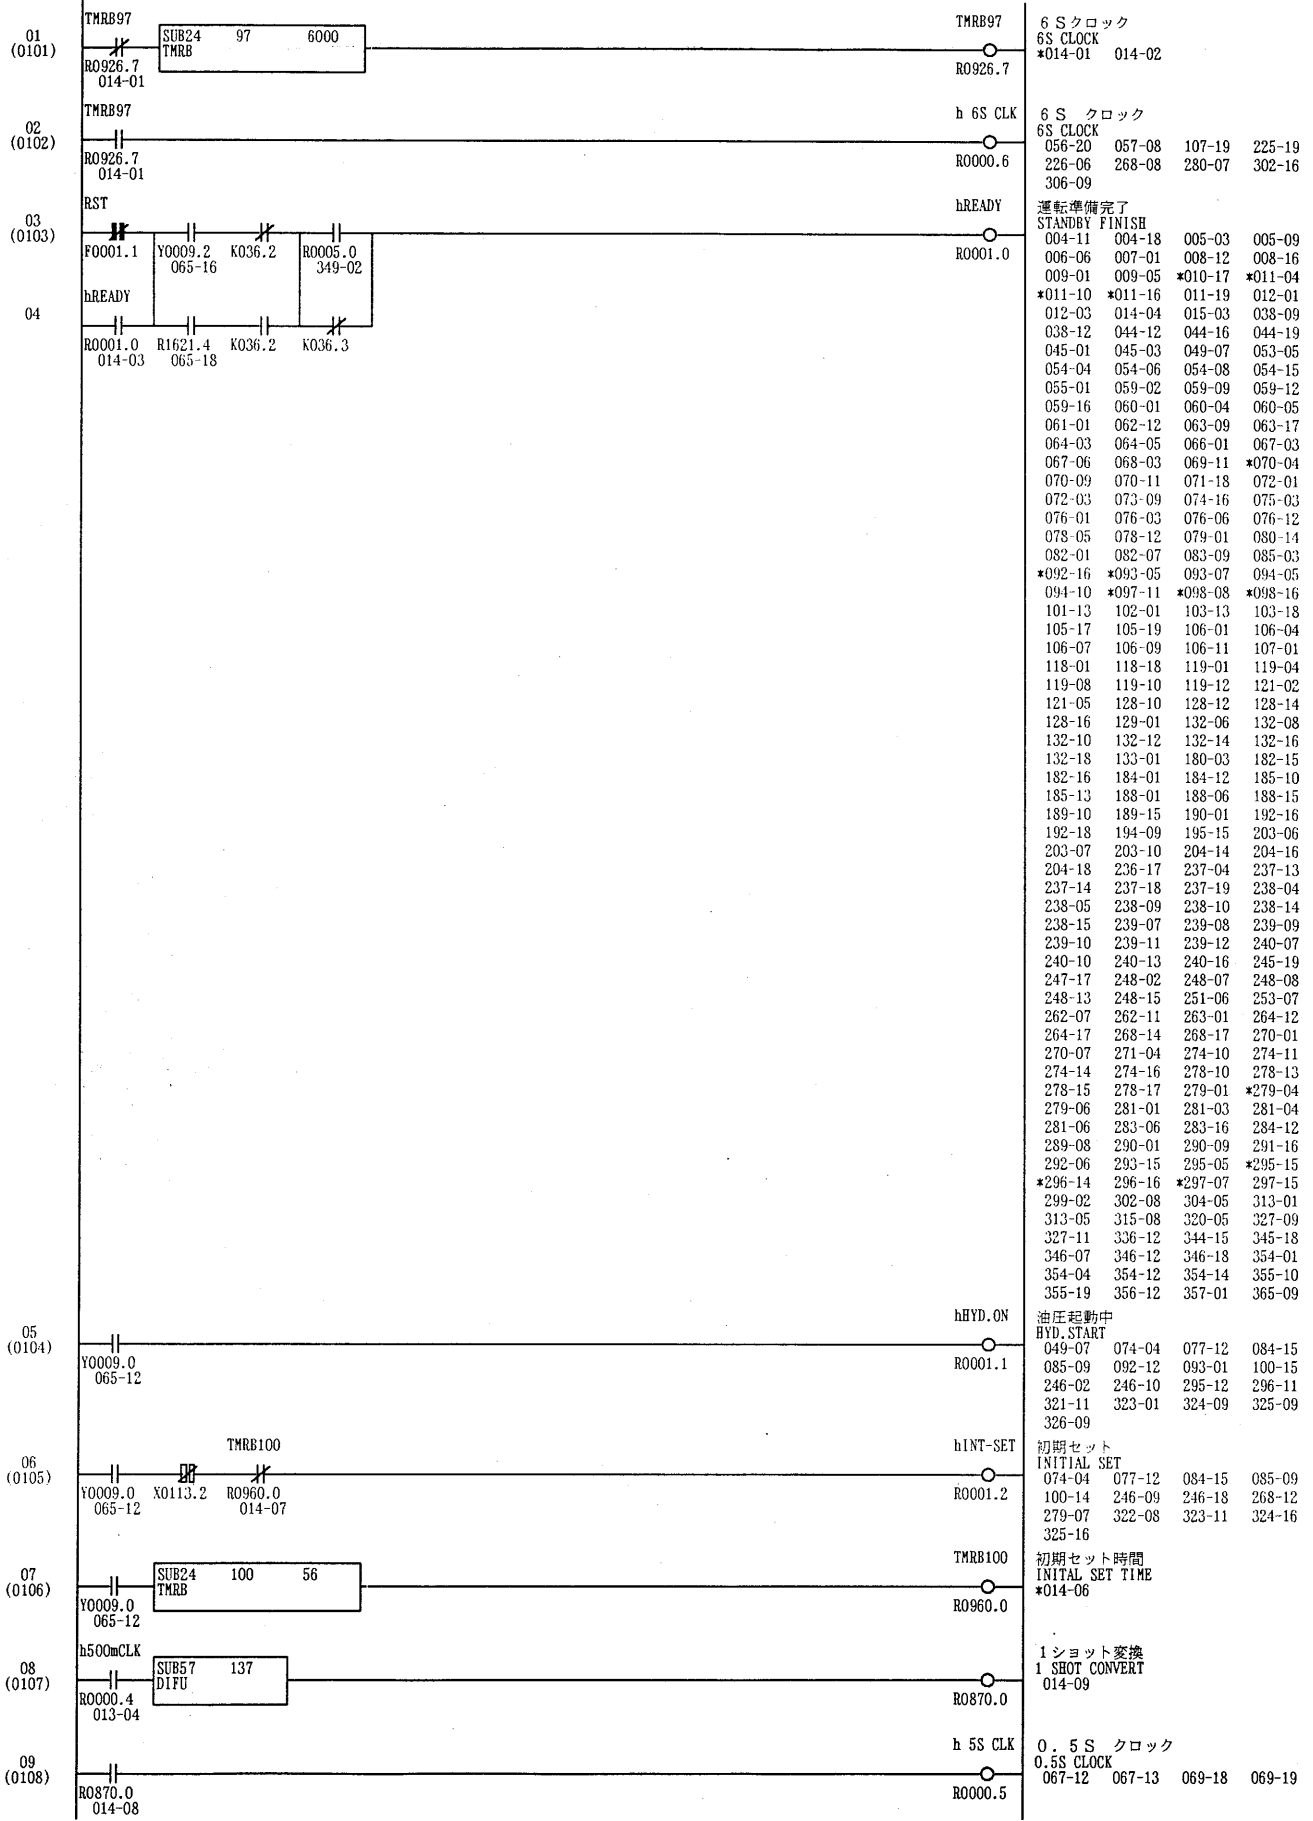 TMRB97 TMRB97 6Sクロック
01 SUB24 97 6000 6S CLOCK
(0101) TMRB *014-01 014-02
R0926.7 R0926.7
014-01
TMRB97 h 6S CLK 6S クロック
02 6S CLOCK
(0102) 056-20 057-08 107-19 225-19
R0926.7 R0000.6 226-06 268-08 280-07 302-16
014-01 306-09
RST hREADY 運転準備完了
03 STANDBY FINISH
(0103) 004-11 004-18 005-03 005-09
F0001.1 Y0009.2 K036.2 R0005.0 R0001.0 006-06 007-01 008-12 008-16
065-16 349-02 009-01 009-05 *010-17 *011-04
hREADY *011-10 *011-16 011-19 012-01
04 012-03 014-04 015-03 038-09
038-12 044-12 044-16 044-19
R0001.0 R1621.4 K036.2 K036.3 045-01 045-03 049-07 053-05
014-03 065-18 054-04 054-06 054-08 054-15
055-01 059-02 059-09 059-12
059-16 060-01 060-04 060-05
061-01 062-12 063-09 063-17
064-03 064-05 066-01 067-03
067-06 068-03 069-11 *070-04
070-09 070-11 071-18 072-01
072-03 073-09 074-16 075-03
076-01 076-03 076-06 076-12
078-05 078-12 079-01 080-14
082-01 082-07 083-09 085-03
*092-16 *093-05 093-07 094-05
094-10 *097-11 *098-08 *098-16
101-13 102-01 103-13 103-18
105-17 105-19 106-01 106-04
106-07 106-09 106-11 107-01
118-01 118-18 119-01 119-04
119-08 119-10 119-12 121-02
121-05 128-10 128-12 128-14
128-16 129-01 132-06 132-08
132-10 132-12 132-14 132-16
132-18 133-01 180-03 182-15
182-16 184-01 184-12 185-10
185-13 188-01 188-06 188-15
189-10 189-15 190-01 192-16
192-18 194-09 195-15 203-06
203-07 203-10 204-14 204-16
204-18 236-17 237-04 237-13
237-14 237-18 237-19 238-04
238-05 238-09 238-10 238-14
238-15 239-07 239-08 239-09
239-10 239-11 239-12 240-07
240-10 240-13 240-16 245-19
247-17 248-02 248-07 248-08
248-13 248-15 251-06 253-07
262-07 262-11 263-01 264-12
264-17 268-14 268-17 270-01
270-07 271-04 274-10 274-11
274-14 274-16 278-10 278-13
278-15 278-17 279-01 *279-04
279-06 281-01 281-03 281-04
281-06 283-06 283-16 284-12
289-08 290-01 290-09 291-16
292-06 293-15 295-05 *295-15
*296-14 296-16 *297-07 297-15
299-02 302-08 304-05 313-01
313-05 315-08 320-05 327-09
327-11 336-12 344-15 345-18
346-07 346-12 346-18 354-01
354-04 354-12 354-14 355-10
355-19 356-12 357-01 365-09
hHYD.ON 油圧起動中
05 HYD.START
(0104) 049-07 074-04 077-12 084-15
Y0009.0 R0001.1 085-09 092-12 093-01 100-15
065-12 246-02 246-10 295-12 296-11
321-11 323-01 324-09 325-09
326-09
TMRB100 hINT-SET 初期セット
06 INITIAL SET
(0105) 074-04 077-12 084-15 085-09
Y0009.0 X0113.2 R0960.0 R0001.2 100-14 246-09 246-18 268-12
065-12 014-07 279-07 322-08 323-11 324-16
325-16
TMRB100 初期セット時間
07 SUB24 100 56 INITAL SET TIME
(0106) TMRB *014-06
Y0009.0 R0960.0
065-12
h500mCLK 1ショット変換
08 SUB57 137 1 SHOT CONVERT
(0107) DIFU 014-09
R0000.4 R0870.0
013-04
h 5S CLK 0.5S クロック
09 0.5S CLOCK
(0108) 067-12 067-13 069-18 069-19
R0870.0 R0000.5
014-08